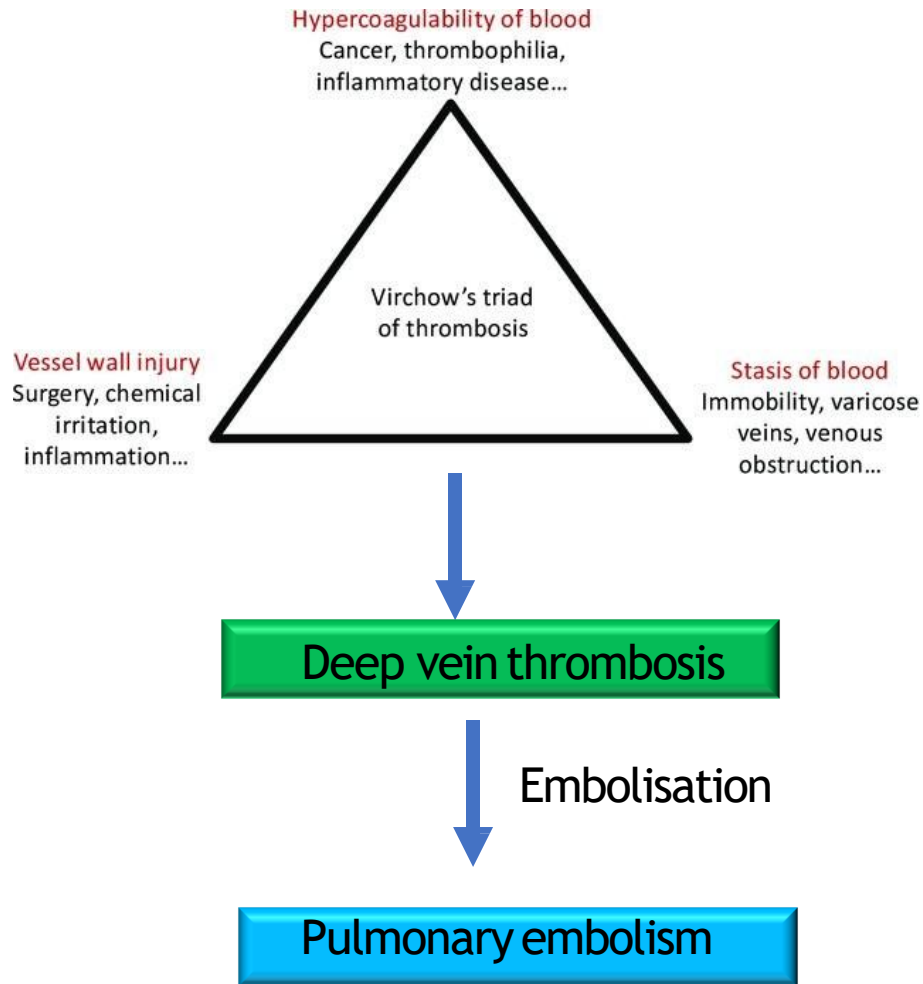 Hypercoagulability of blood
Cancer, thrombophilia,
inflammatory disease…
Virchow’s triad
of thrombosis
Vessel wall injury
Surgery, chemical
irritation,
inflammation…
Stasis of blood
Immobility, varicose
veins, venous
obstruction…
Deep vein thrombosis
Embolisation
Pulmonary embolism